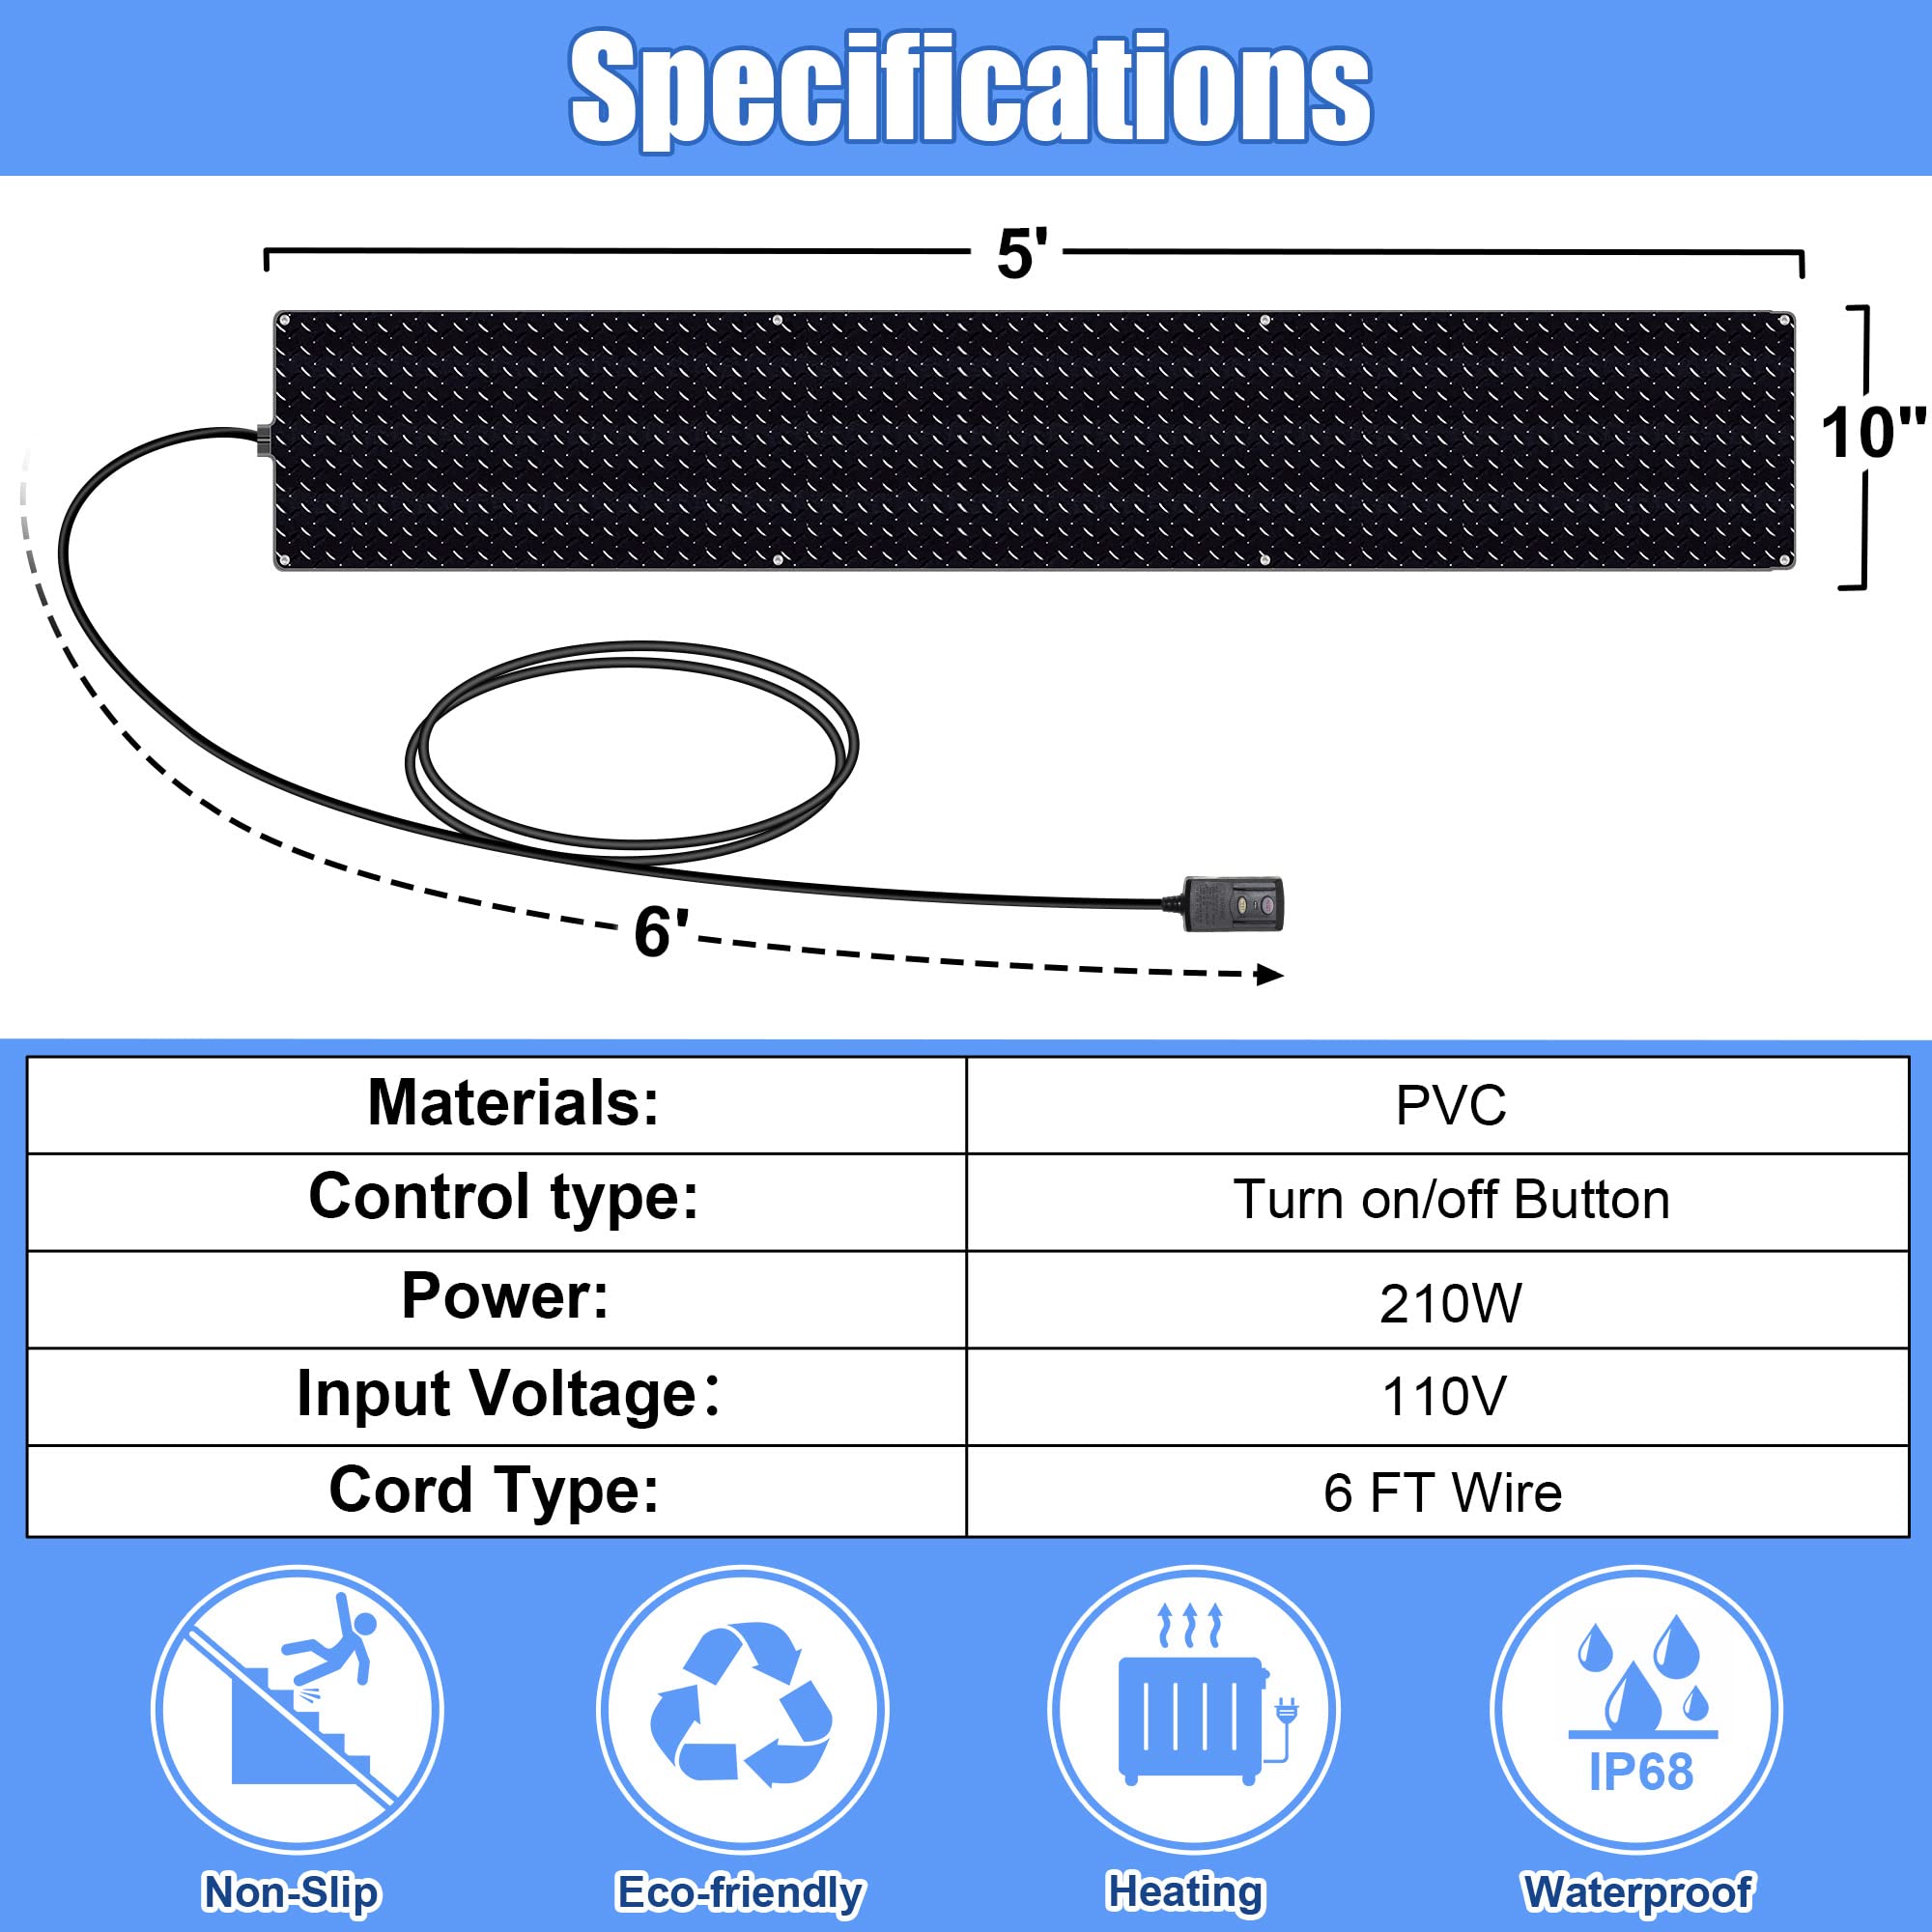 Specifications
5'
10"
6'
Materials: PVC
Control type: Turn on/off Button
Power: 210W
Input Voltage: 110V
Cord Type: 6 FT Wire
IP68
Non-Slip Eco-friendly Heating Waterproof